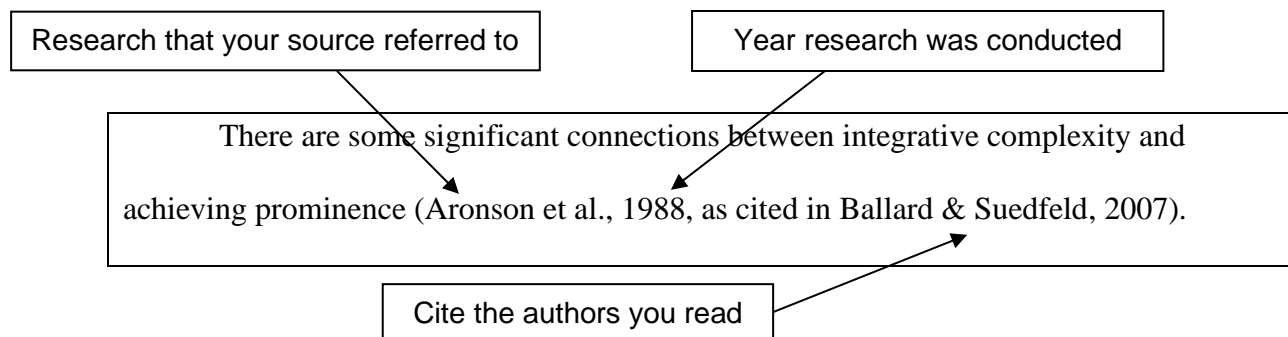 Research that your source referred to
Year research was conducted
There are some significant connections between integrative complexity and
achieving prominence (Aronson et al., 1988, as cited in Ballard & Suedfeld, 2007).
Cite the authors you read